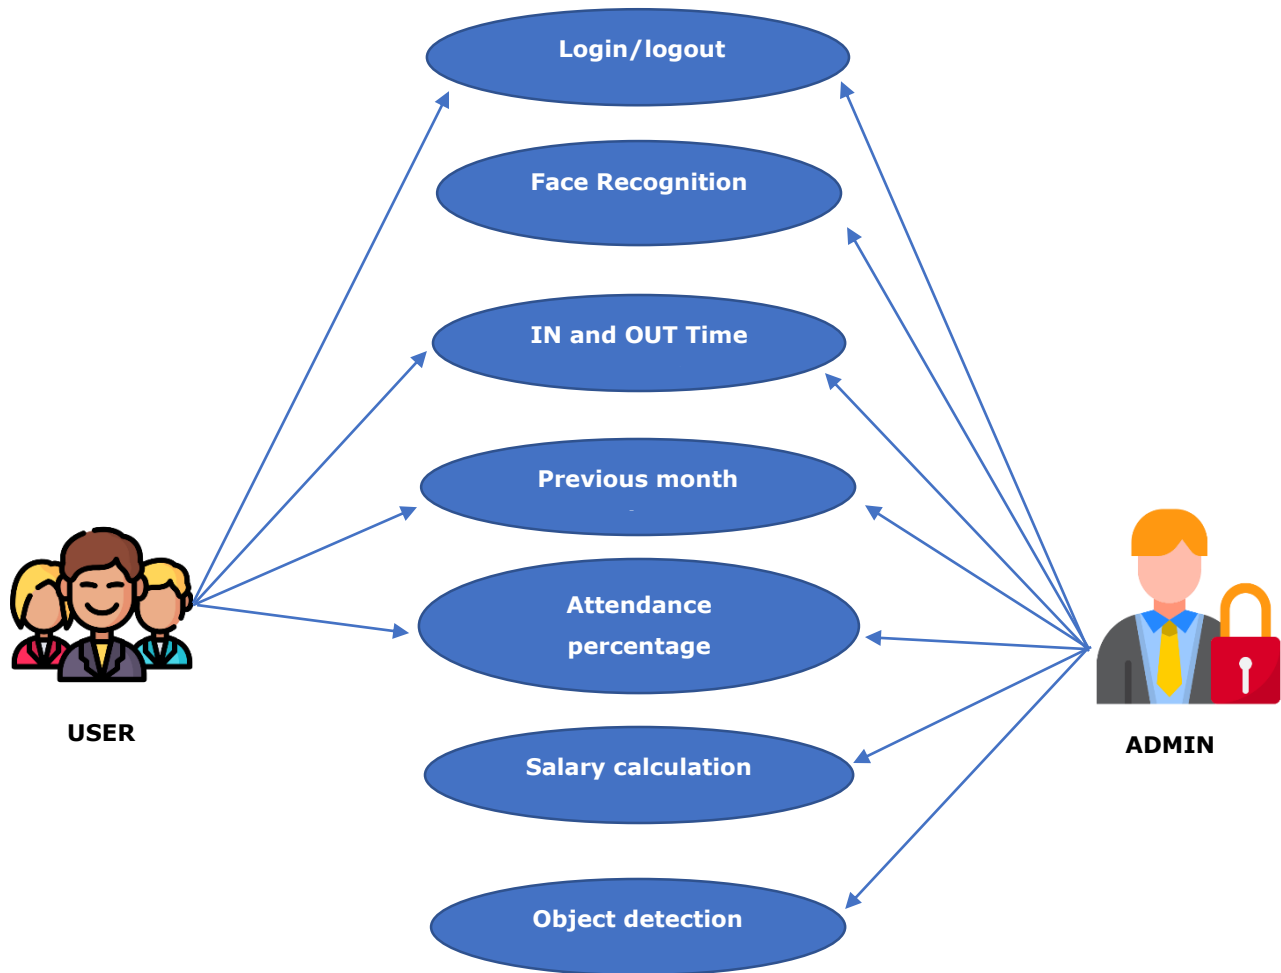 Login/logout
Face Recognition
IN and OUT Time
Previous month
Attendance
percentage
USER
ADMIN
Salary calculation
Object detection